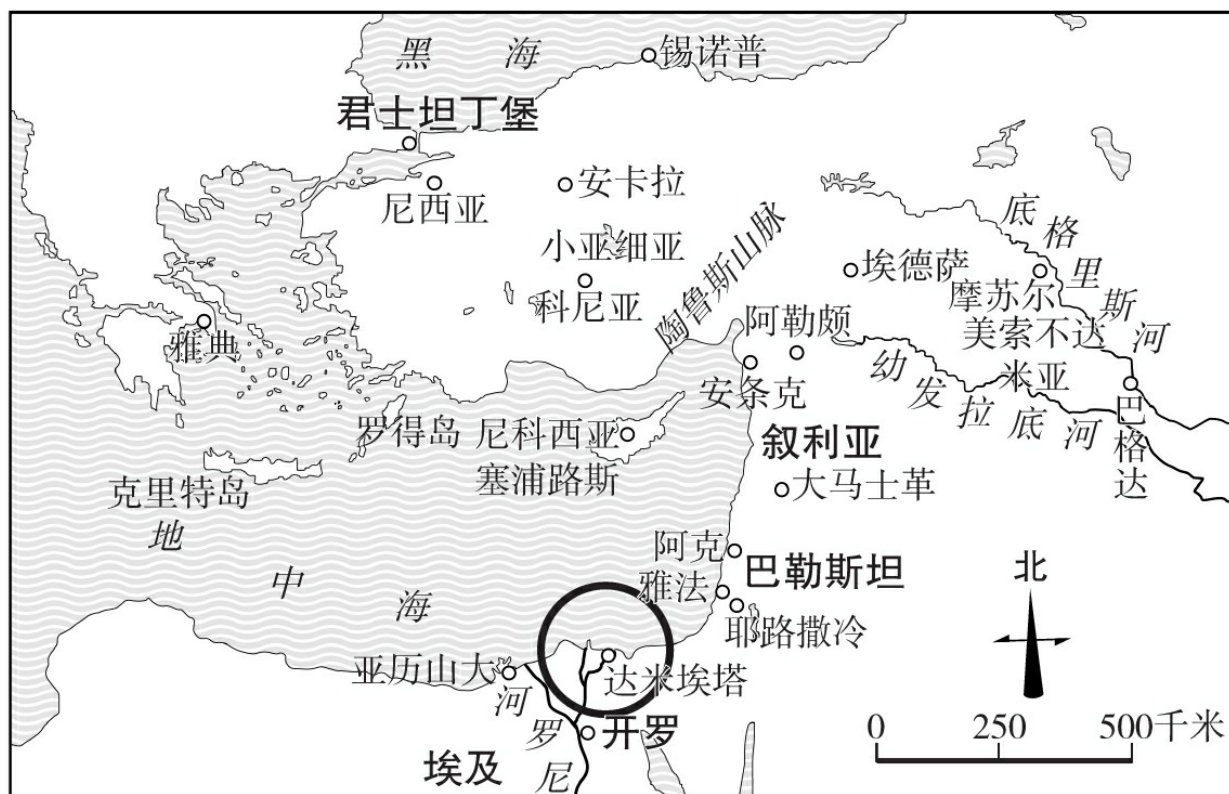 黑海
锡诺普
君士坦丁堡
尼西亚
安卡拉
小亚细亚
科尼亚
陶鲁斯山脉
埃德萨
底格里斯河
摩苏尔
美索不达
米亚
雅典
阿勒颇
安条克
幼发拉底河
巴格达
罗得岛
尼科西亚
塞浦路斯
叙利亚
大马士革
克里特岛
地中海
阿克
巴勒斯坦
雅法
耶路撒冷
北
亚历山大
达米埃塔
河罗尼
开罗
埃及
0 250 500千米